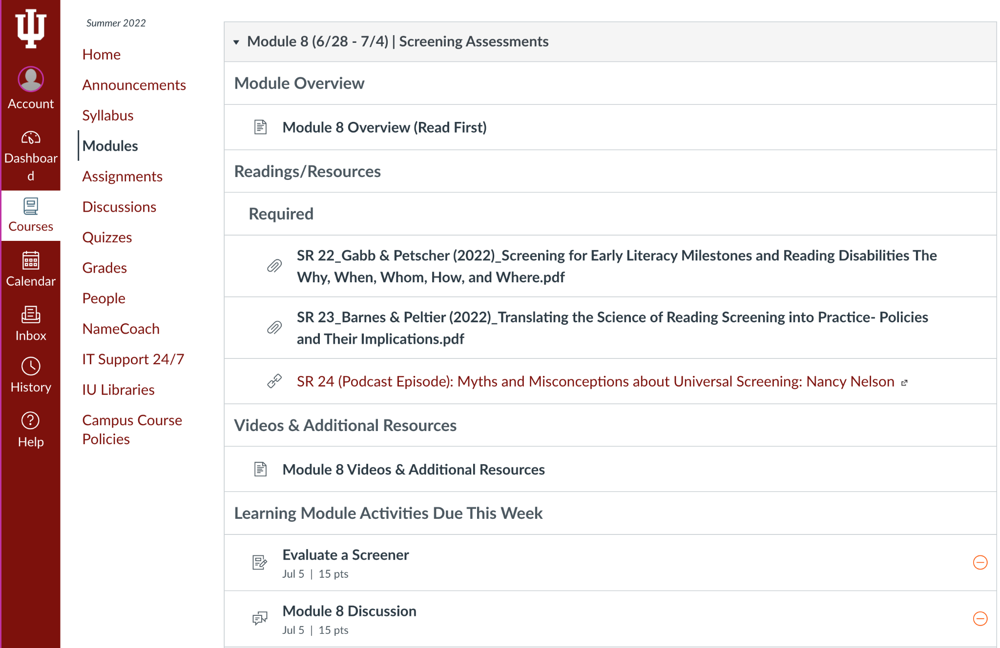 Account
Dashboar
d
Courses
Calendar
Inbox
History
Help
Summer 2022
Home
Announcements
Syllabus
Modules
Assignments
Discussions
Quizzes
Grades
People
NameCoach
IT Support 24/7
IU Libraries
Campus Course
Policies
Module 8 (6/28 - 7/4) | Screening Assessments
Module Overview
Module 8 Overview (Read First)
Readings/Resources
Required
SR 22_Gabb & Petscher (2022)_Screening for Early Literacy Milestones and Reading Disabilities The
Why, When, Whom, How, and Where.pdf
SR 23_Barnes & Peltier (2022)_Translating the Science of Reading Screening into Practice- Policies
and Their Implications.pdf
SR 24 (Podcast Episode): Myths and Misconceptions about Universal Screening: Nancy Nelson
Videos & Additional Resources
Module 8 Videos & Additional Resources
Learning Module Activities Due This Week
Evaluate a Screener
Jul 5 | 15 pts
Module 8 Discussion
Jul 5 | 15 pts